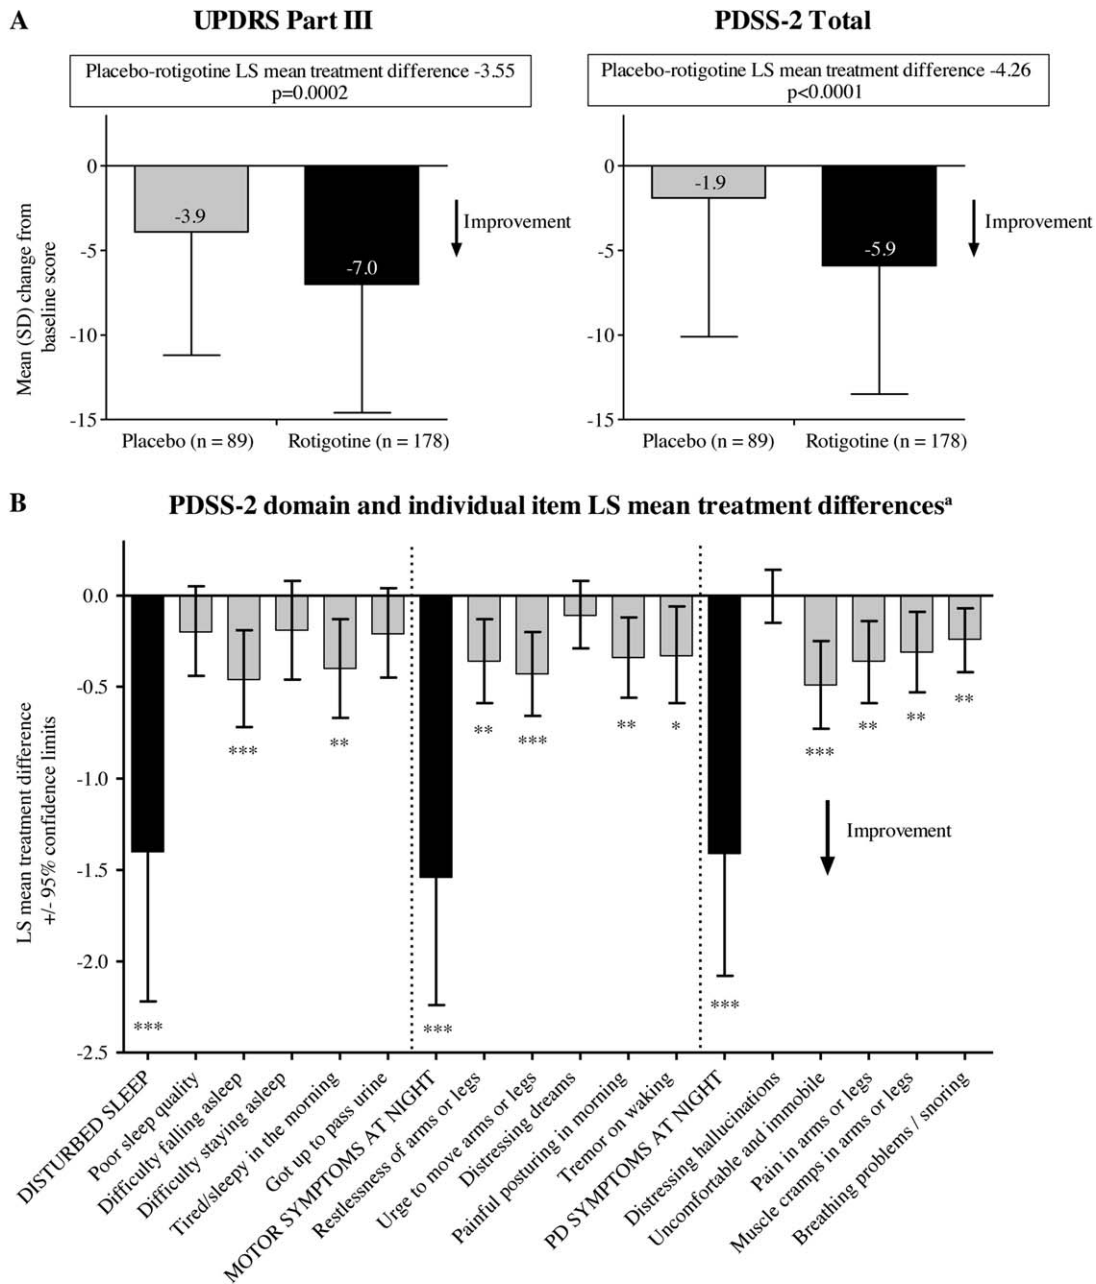 A
UPDRS Part III
PDSS-2 Total
Placebo-rotigotine LS mean treatment difference -3.55
p=0.0002
Placebo-rotigotine LS mean treatment difference -4.26
p<0.0001
Mean (SD) change from
baseline score
0
-5
-10
-15
-3.9
-7.0
Improvement
Placebo (n = 89)
Rotigotine (n = 178)
0
-5
-10
-15
-1.9
-5.9
Improvement
Placebo (n = 89)
Rotigotine (n = 178)
B
PDSS-2 domain and individual item LS mean treatment differencesᵃ
LS mean treatment difference
+/- 95% confidence limits
0.0
-0.5
-1.0
-1.5
-2.0
-2.5
***
***
**
***
**
***
**
*
***
***
**
**
**
Improvement
DISTURBED SLEEP
Poor sleep quality
Difficulty falling asleep
Difficulty staying asleep
Tired/sleepy in the morning
Got up to pass urine
MOTOR SYMPTOMS AT NIGHT
Restlessness of arms or legs
Urge to move arms or legs
Distressing dreams
Painful posturing in morning
Tremor on waking
PD SYMPTOMS AT NIGHT
Distressing hallucinations
Uncomfortable and immobile
Pain in arms or legs
Muscle cramps in arms or legs
Breathing problems / snoring